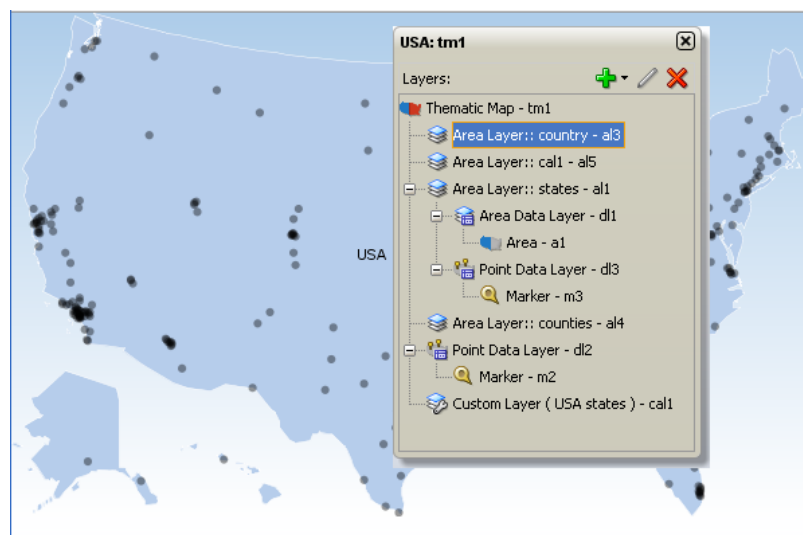 USA: tm1
Layers:
Thematic Map - tm1
Area Layer:: country - al3
Area Layer:: cal1 - al5
Area Layer:: states - al1
Area Data Layer - dl1
Area - a1
Point Data Layer - dl3
Marker - m3
Area Layer:: counties - al4
Point Data Layer - dl2
Marker - m2
Custom Layer ( USA states ) - cal1
USA